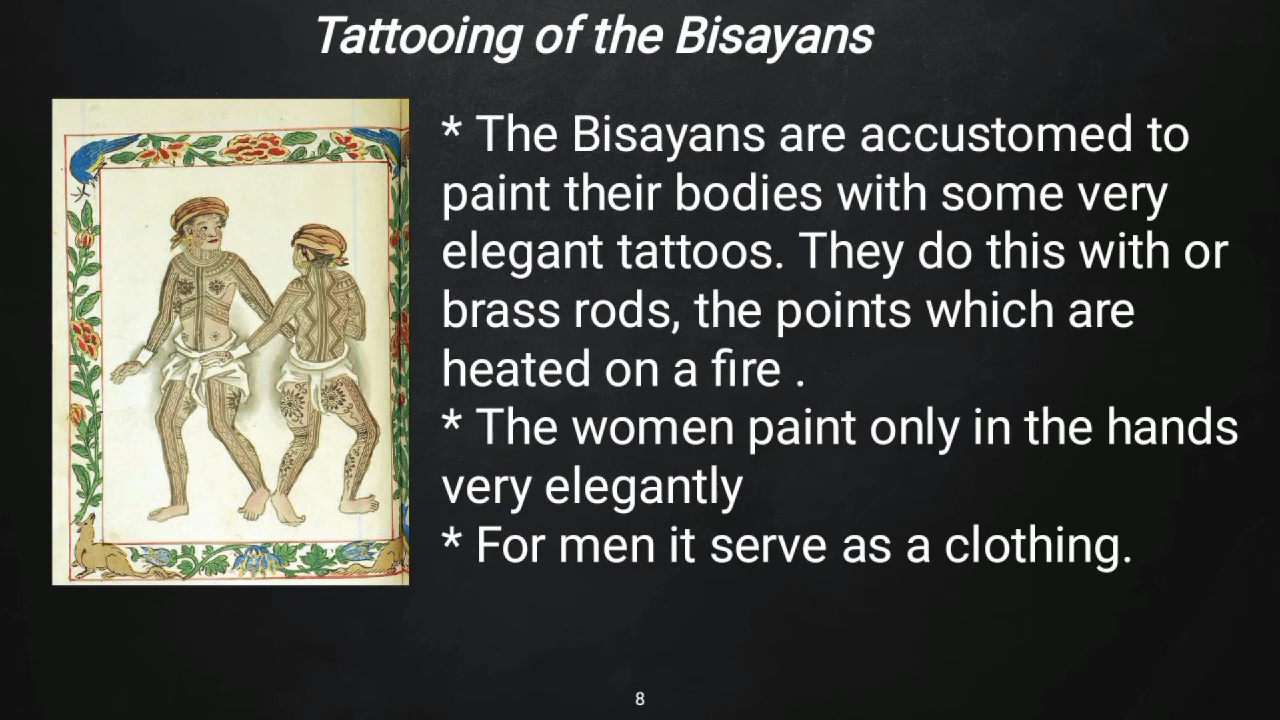 Tattooing of the Bisayans
* The Bisayans are accustomed to
paint their bodies with some very
elegant tattoos. They do this with or
brass rods, the points which are
heated on a fire .
* The women paint only in the hands
very elegantly
* For men it serve as a clothing.
8